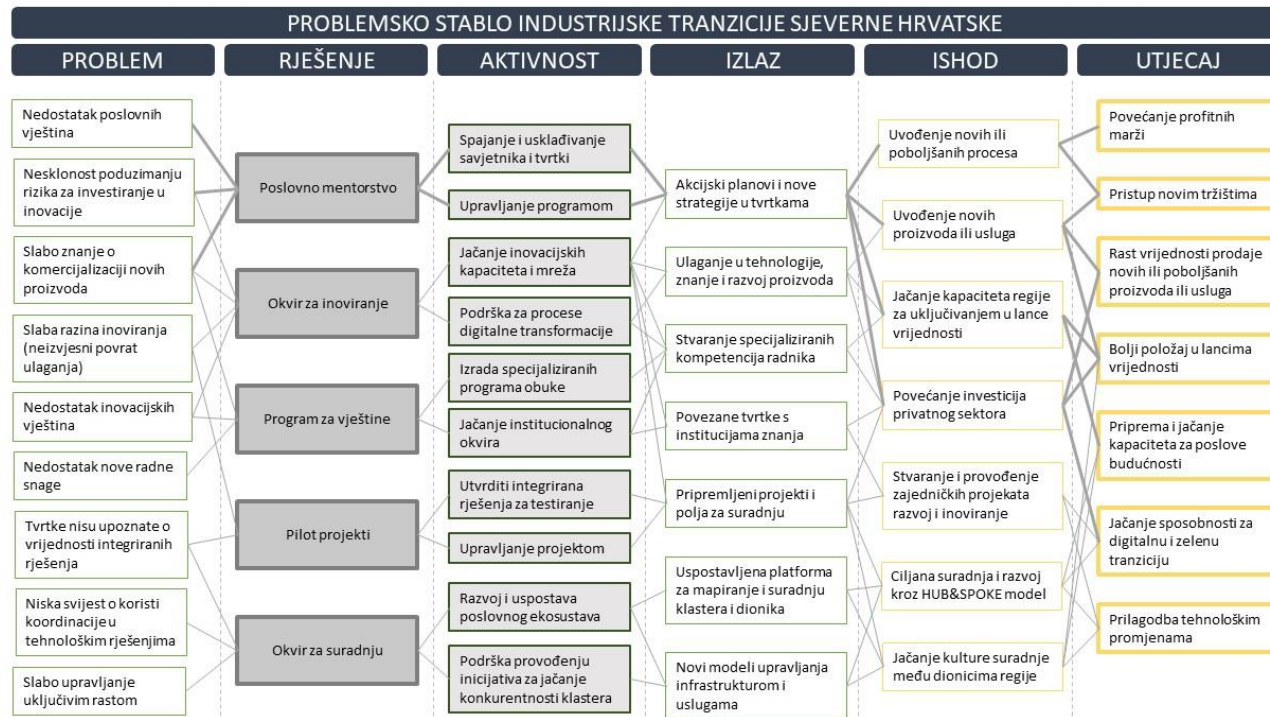 PROBLEMSKO STABLO INDUSTRIJSKE TRANZICIJE SJEVERNE HRVATSKE
PROBLEM
RJEŠENJE
AKTIVNOST
IZLAZ
ISHOD
UTJECAJ
Nedostatak poslovnih
vještina
Nesklonost poduzimanju
rizika za investiranje u
inovacije
Slabo znanje o
komercijalizaciji novih
proizvoda
Slaba razina inoviranja
(neizvjesni povrat
ulaganja)
Nedostatak inovacijskih
vještina
Nedostatak nove radne
snage
Tvrtke nisu upoznate o
vrijednosti integriranih
rješenja
Niska svijest o koristi
koordinacije u
tehnološkim rješenjima
Slabo upravljanje
uključivim rastom
Poslovno mentorstvo
Okvir za inoviranje
Program za vještine
Pilot projekti
Okvir za suradnju
Spajanje i usklađivanje
savjetnika i tvrtki
Upravljanje programom
Jačanje inovacijskih
kapaciteta i mreža
Podrška za procese
digitalne transformacije
Izrada specijaliziranih
programa obuke
Jačanje institucionalnog
okvira
Utvrditi integrirana
rješenja za testiranje
Upravljanje projektom
Razvoj i uspostava
poslovnog ekosustava
Podrška provođenju
inicijativa za jačanje
konkurentnosti klastera
Akcijski planovi i nove
strategije u tvrtkama
Ulaganje u tehnologije,
znanje i razvoj proizvoda
Stvaranje specijaliziranih
kompetencija radnika
Povezane tvrtke s
institucijama znanja
Pripremljeni projekti i
polja za suradnju
Uspostavljena platforma
za mapiranje i suradnju
klastera i dionika
Novi modeli upravljanja
infrastrukturom i
uslugama
Uvođenje novih ili
poboljšanih procesa
Uvođenje novih
proizvoda ili usluga
Jačanje kapaciteta regije
za uključivanjem u lance
vrijednosti
Povećanje investicija
privatnog sektora
Stvaranje i provođenje
zajedničkih projekata
razvoj i inoviranje
Ciljana suradnja i razvoj
kroz HUB&SPOKE model
Jačanje kulture suradnje
među dionicima regije
Povećanje profitnih
marži
Pristup novim tržištima
Rast vrijednosti prodaje
novih ili poboljšanih
proizvoda ili usluga
Bolji položaj u lancima
vrijednosti
Priprema i jačanje
kapaciteta za poslove
budućnosti
Jačanje sposobnosti za
digitalnu i zelenu
tranziciju
Prilagodba tehnološkim
promjenama